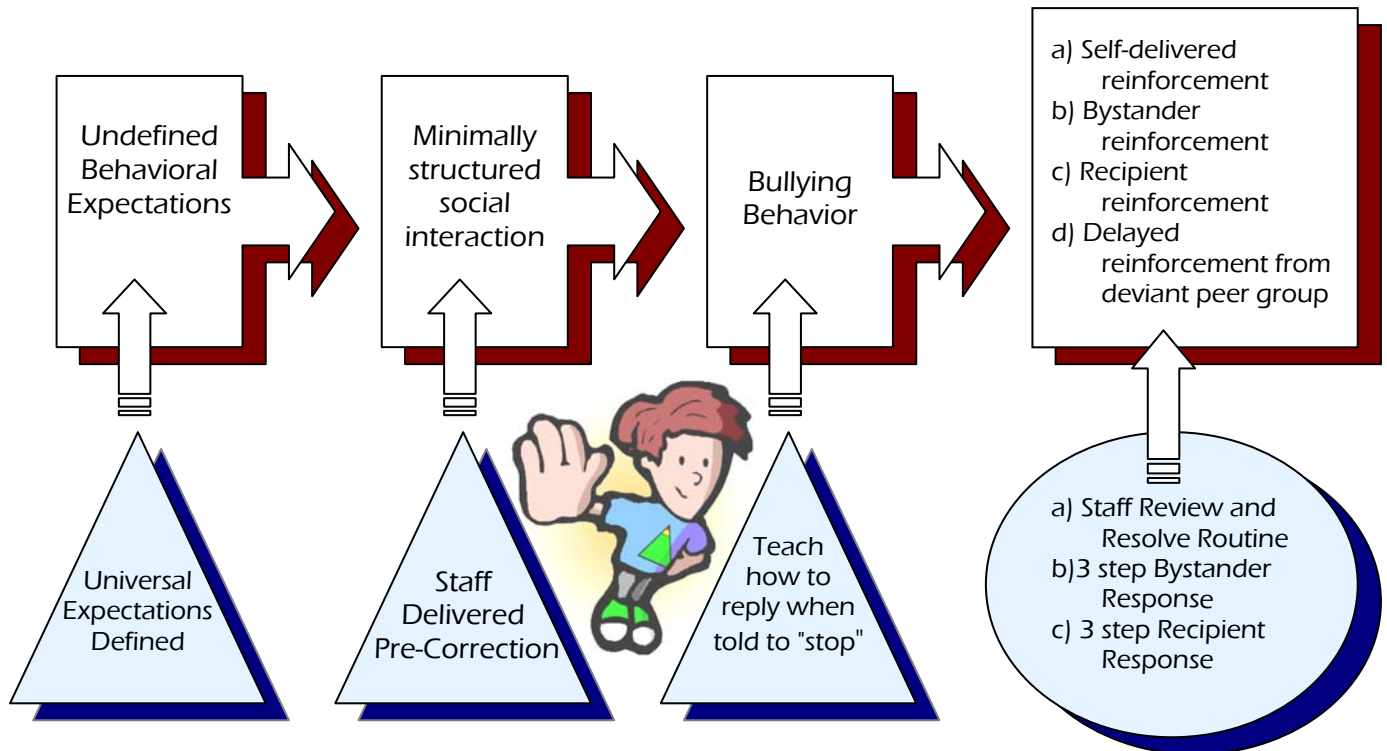 Undefined
Behavioral
Expectations
Minimally
structured
social
interaction
Bullying
Behavior
a) Self-delivered
reinforcement
b) Bystander
reinforcement
c) Recipient
reinforcement
d) Delayed
reinforcement from
deviant peer group
Universal
Expectations
Defined
Staff
Delivered
Pre-Correction
Teach
how to
reply when
told to "stop"
a) Staff Review and
Resolve Routine
b)3 step Bystander
Response
c) 3 step Recipient
Response